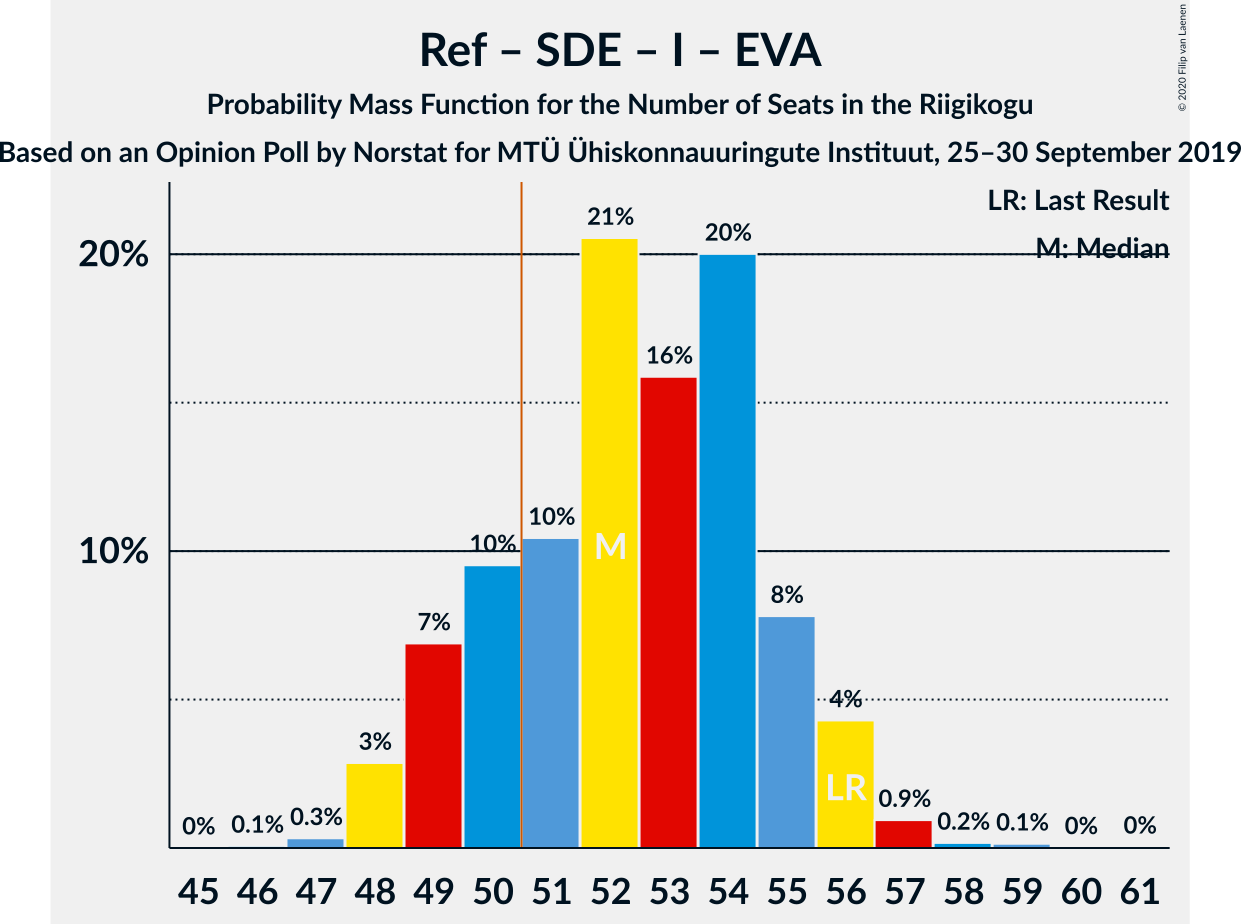 Ref – SDE – I – EVA
Probability Mass Function for the Number of Seats in the Riigikogu
Based on an Opinion Poll by Norstat for MTÜ Ühiskonnauuringute Instituut, 25–30 September 2019
© 2020 Filip van Laenen
LR: Last Result
M: Median
20%
10%
0% 0.1% 0.3% 3% 7% 10% 10% 21% 16% 20% 8% 4% 0.9% 0.2% 0.1% 0% 0%
M
LR
45 46 47 48 49 50 51 52 53 54 55 56 57 58 59 60 61